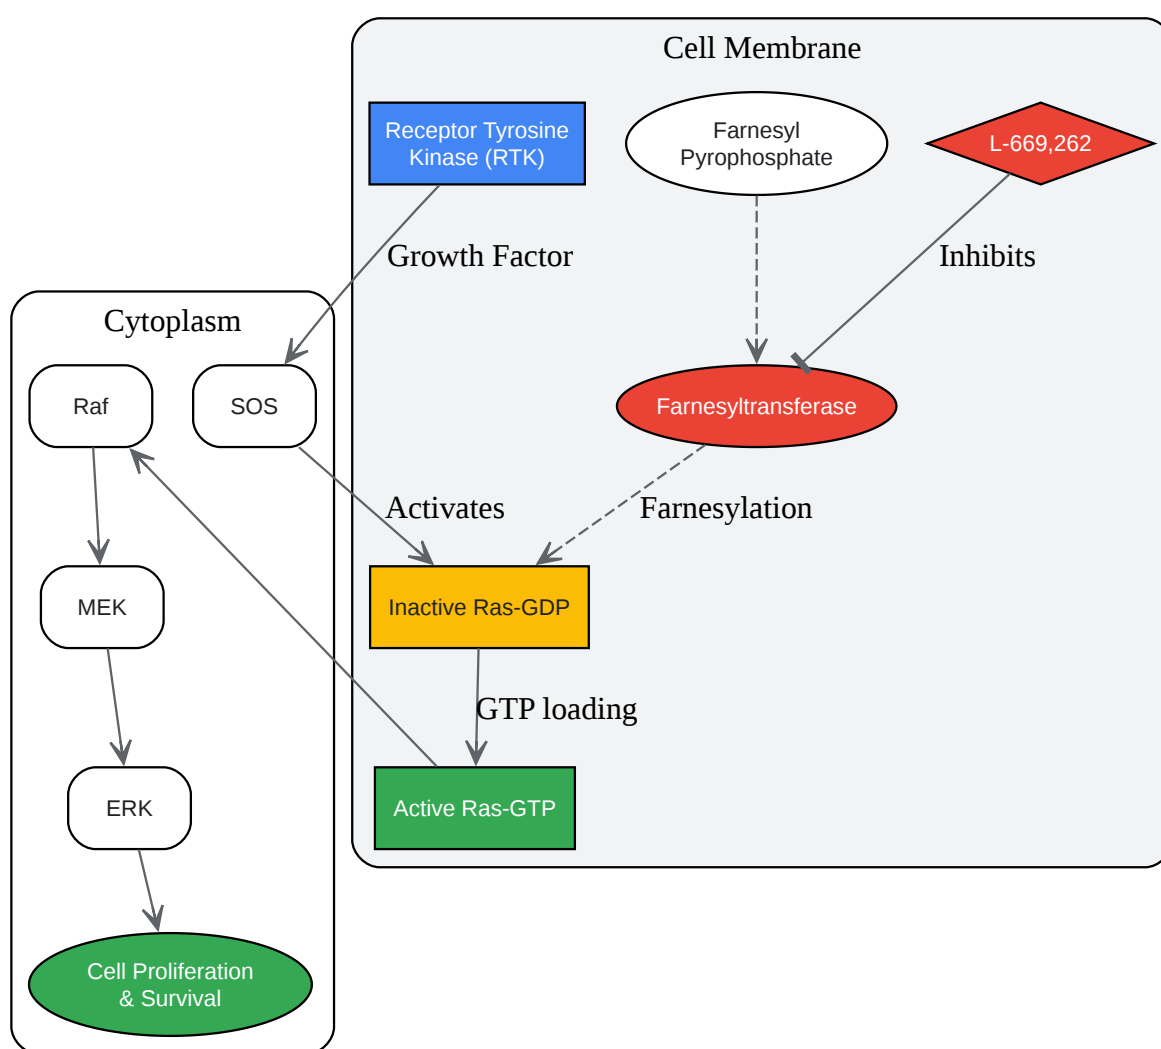 Cell Membrane
Receptor Tyrosine
Kinase (RTK)
Farnesyl
Pyrophosphate
L-669,262
Growth Factor
Inhibits
Cytoplasm
Raf
SOS
Farnesyltransferase
Activates
Farnesylation
MEK
Inactive Ras-GDP
GTP loading
ERK
Active Ras-GTP
Cell Proliferation
& Survival